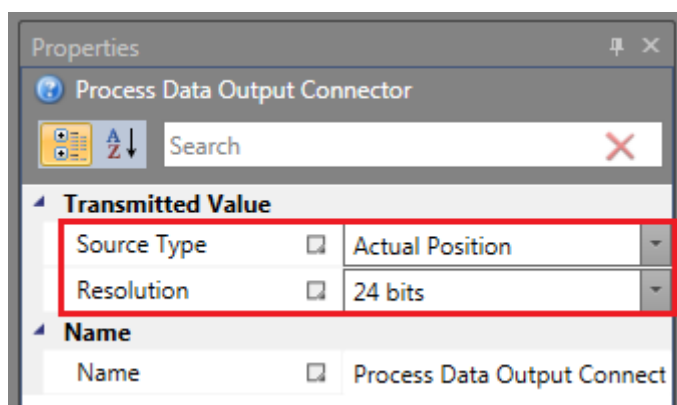 Properties
Process Data Output Connector
A Z Search
Transmitted Value
Source Type Actual Position
Resolution 24 bits
Name
Name Process Data Output Connect